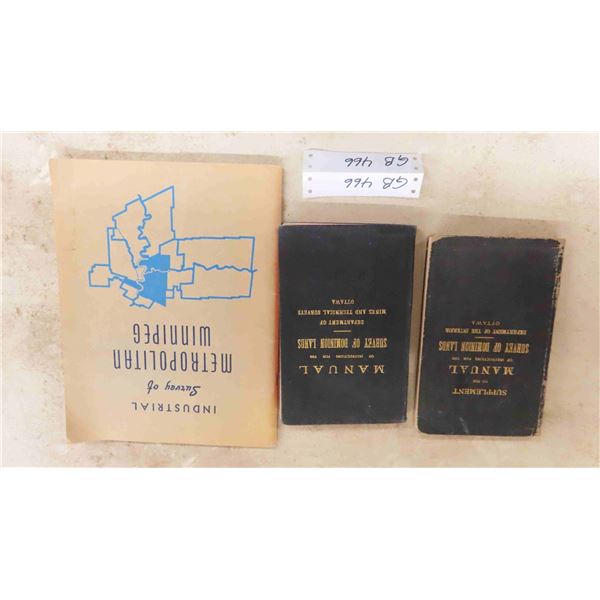 GB 466
GB 466
INDUSTRIAL
Survey of
METROPOLITAN
WINNIPEG
MANUAL
OF INSTRUCTIONS FOR THE
SURVEY OF DOMINION LANDS
DEPARTMENT OF
MINES AND TECHNICAL SURVEYS
OTTAWA
SUPPLEMENT
TO THE
MANUAL
OF INSTRUCTIONS FOR THE
SURVEY OF DOMINION LANDS
DEPARTMENT OF THE INTERIOR
OTTAWA